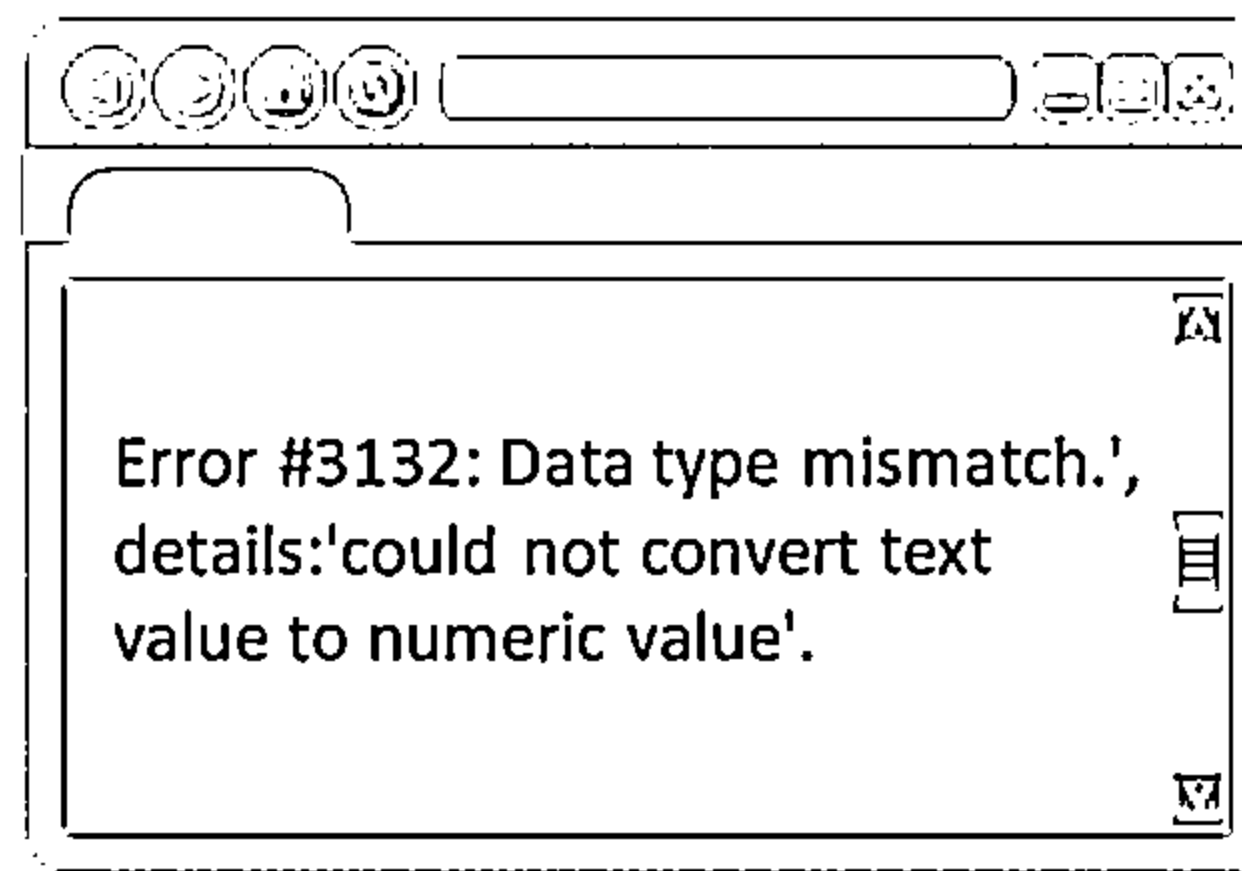 Error #3132: Data type mismatch.',
details:'could not convert text
value to numeric value'.